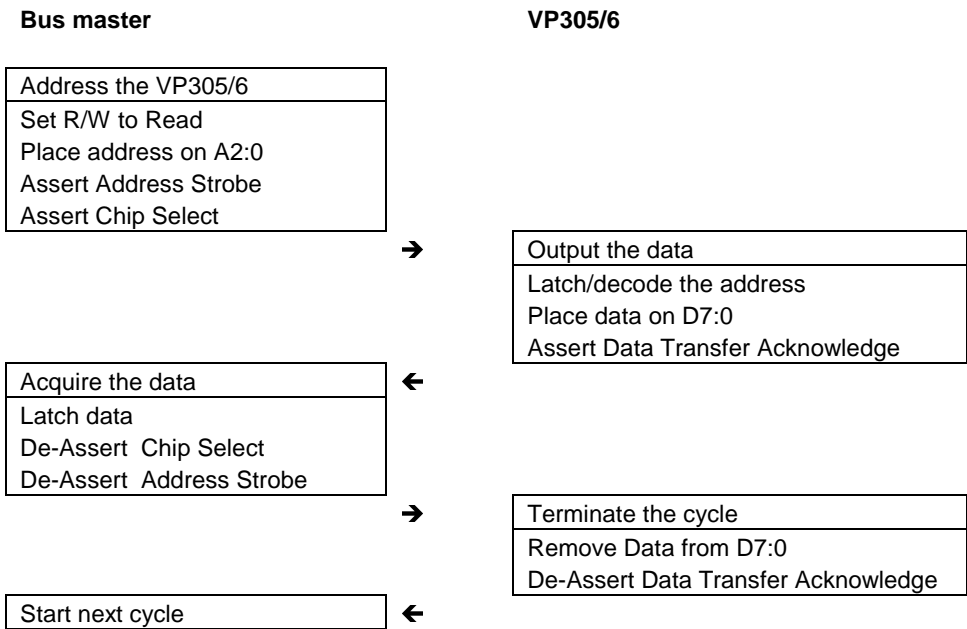 Bus master VP305/6
Address the VP305/6
Set R/W to Read
Place address on A2:0
Assert Address Strobe
Assert Chip Select
➔ Output the data
Latch/decode the address
Place data on D7:0
Assert Data Transfer Acknowledge
Acquire the data 🡸
Latch data
De-Assert Chip Select
De-Assert Address Strobe
➔ Terminate the cycle
Remove Data from D7:0
De-Assert Data Transfer Acknowledge
Start next cycle 🡸